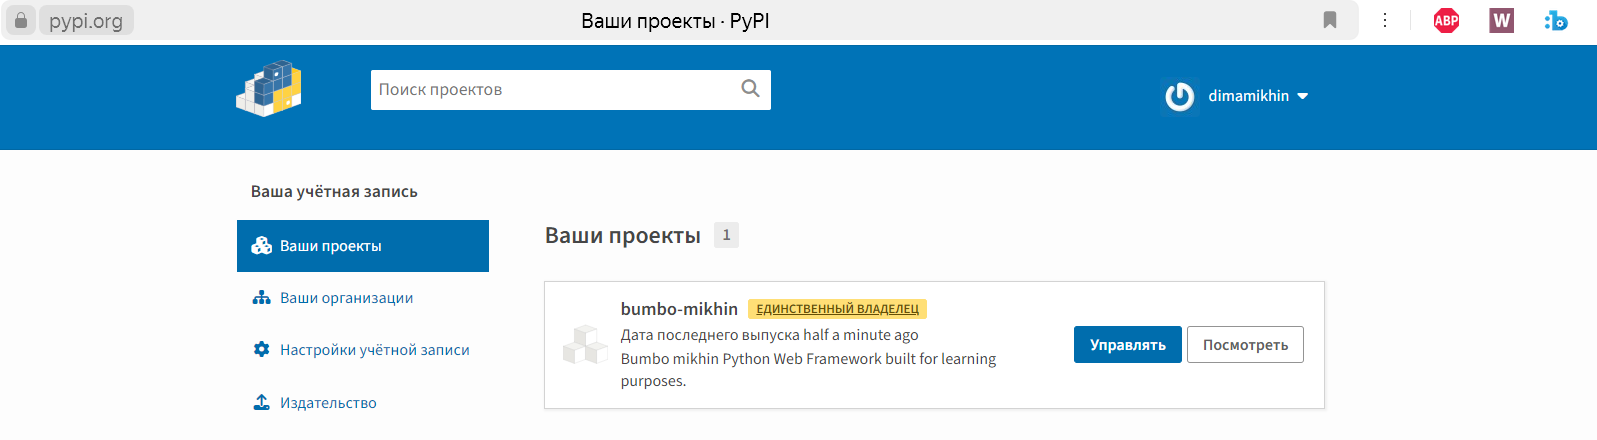 pypi.org
Ваши проекты · PyPI
ABP
W
b
Поиск проектов
dimamikhin
Ваша учётная запись
Ваши проекты
Ваши организации
Настройки учётной записи
Издательство
Ваши проекты 1
bumbo-mikhin ЕДИНСТВЕННЫЙ ВЛАДЕЛЕЦ
Дата последнего выпуска half a minute ago
Bumbo mikhin Python Web Framework built for learning
purposes.
Управлять
Посмотреть